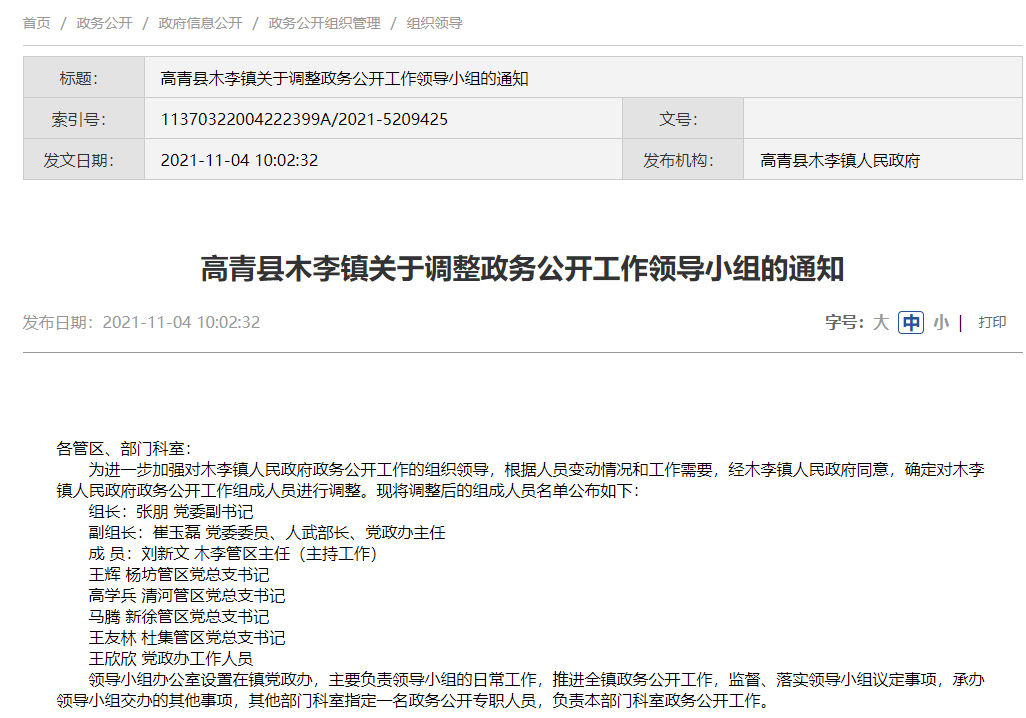 首页 / 政务公开 / 政府信息公开 / 政务公开组织管理 / 组织领导
标题： 高青县木李镇关于调整政务公开工作领导小组的通知
索引号： 11370322004222399A/2021-5209425 文号：
发文日期： 2021-11-04 10:02:32 发布机构： 高青县木李镇人民政府
高青县木李镇关于调整政务公开工作领导小组的通知
发布日期：2021-11-04 10:02:32 字号：大 中 小 | 打印
各管区、部门科室：
为进一步加强对木李镇人民政府政务公开工作的组织领导，根据人员变动情况和工作需要，经木李镇人民政府同意，确定对木李
镇人民政府政务公开工作组成人员进行调整。现将调整后的组成人员名单公布如下：
组长：张朋 党委副书记
副组长：崔玉磊 党委委员、人武部长、党政办主任
成 员：刘新文 木李管区主任（主持工作）
王辉 杨坊管区党总支书记
高学兵 清河管区党总支书记
马腾 新徐管区党总支书记
王友林 杜集管区党总支书记
王欣欣 党政办工作人员
领导小组办公室设置在镇党政办，主要负责领导小组的日常工作，推进全镇政务公开工作，监督、落实领导小组议定事项，承办
领导小组交办的其他事项，其他部门科室指定一名政务公开专职人员，负责本部门科室政务公开工作。